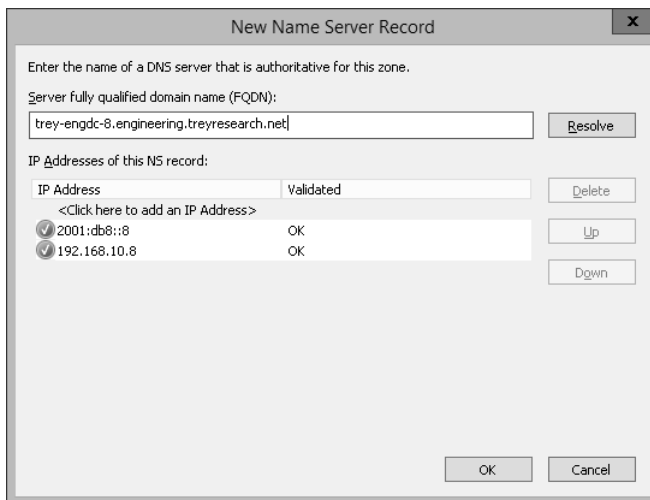 New Name Server Record
x
Enter the name of a DNS server that is authoritative for this zone.
Server fully qualified domain name (FQDN):
trey-engdc-8.engineering.treyresearch.net
Resolve
IP Addresses of this NS record:
IP Address Validated
<Click here to add an IP Address>
2001:db8::8 OK
192.168.10.8 OK
Delete
Up
Down
OK Cancel